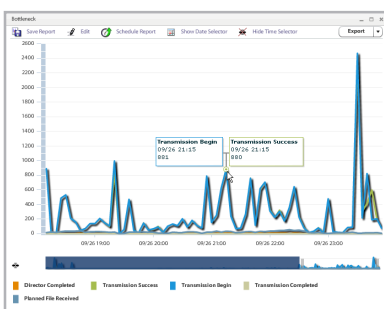 Bottleneck
Save Report Edit Schedule Report Show Date Selector Hide Time Selector Export
2600
2400
2200
2000
1800
1600
1400
1200
1000
800
600
400
200
0
Transmission Begin
09/26 21:15
881
Transmission Success
09/26 21:15
880
09/26 19:00 09/26 20:00 09/26 21:00 09/26 22:00 09/26 23:00
Director Completed Transmission Success Transmission Begin Transmission Completed
Planned File Received